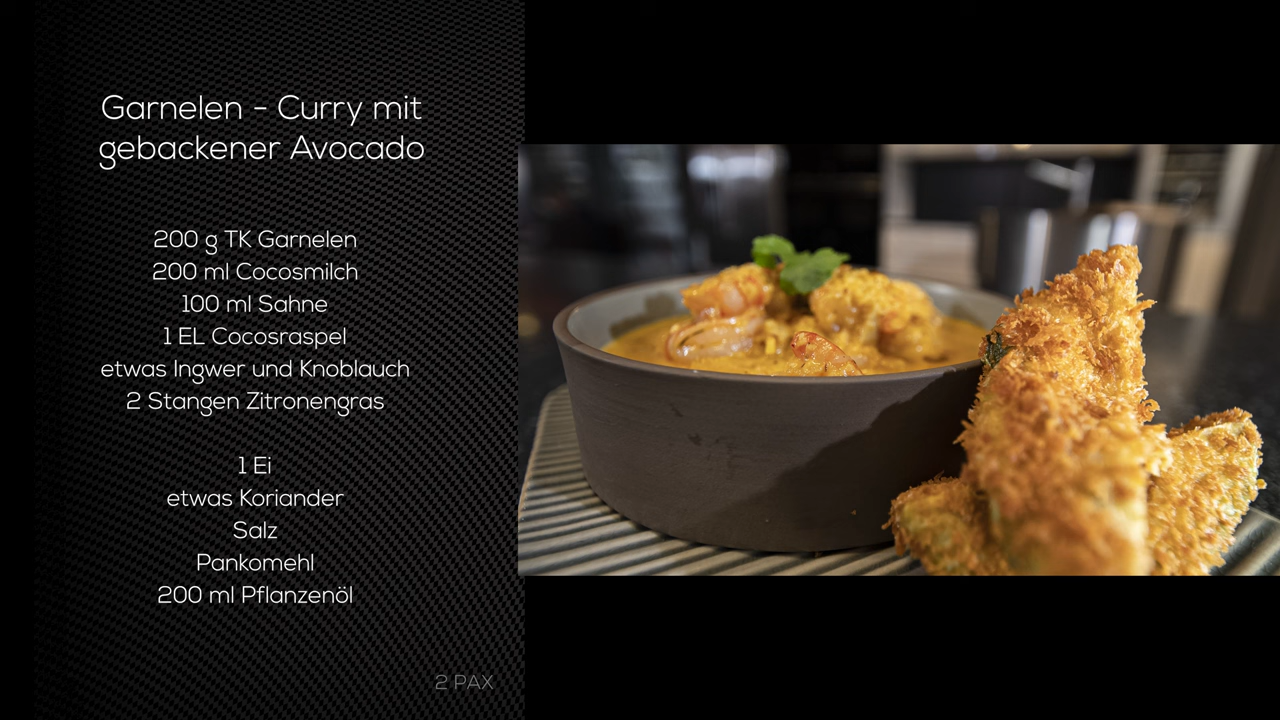 Garnelen - Curry mit
gebackener Avocado
200 g TK Garnelen
200 ml Cocosmilch
100 ml Sahne
1 EL Cocosraspel
etwas Ingwer und Knoblauch
2 Stangen Zitronengras
1 Ei
etwas Koriander
Salz
Pankomehl
200 ml Pflanzenöl
2 PAX